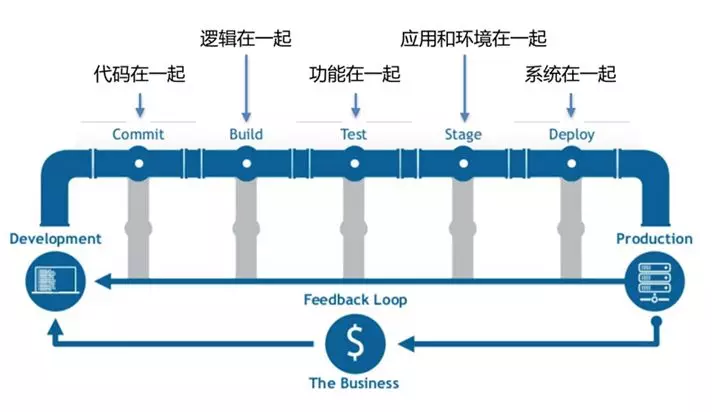 逻辑在一起
应用和环境在一起
代码在一起
功能在一起
系统在一起
Commit
Build
Test
Stage
Deploy
Development
Production
Feedback Loop
$
The Business